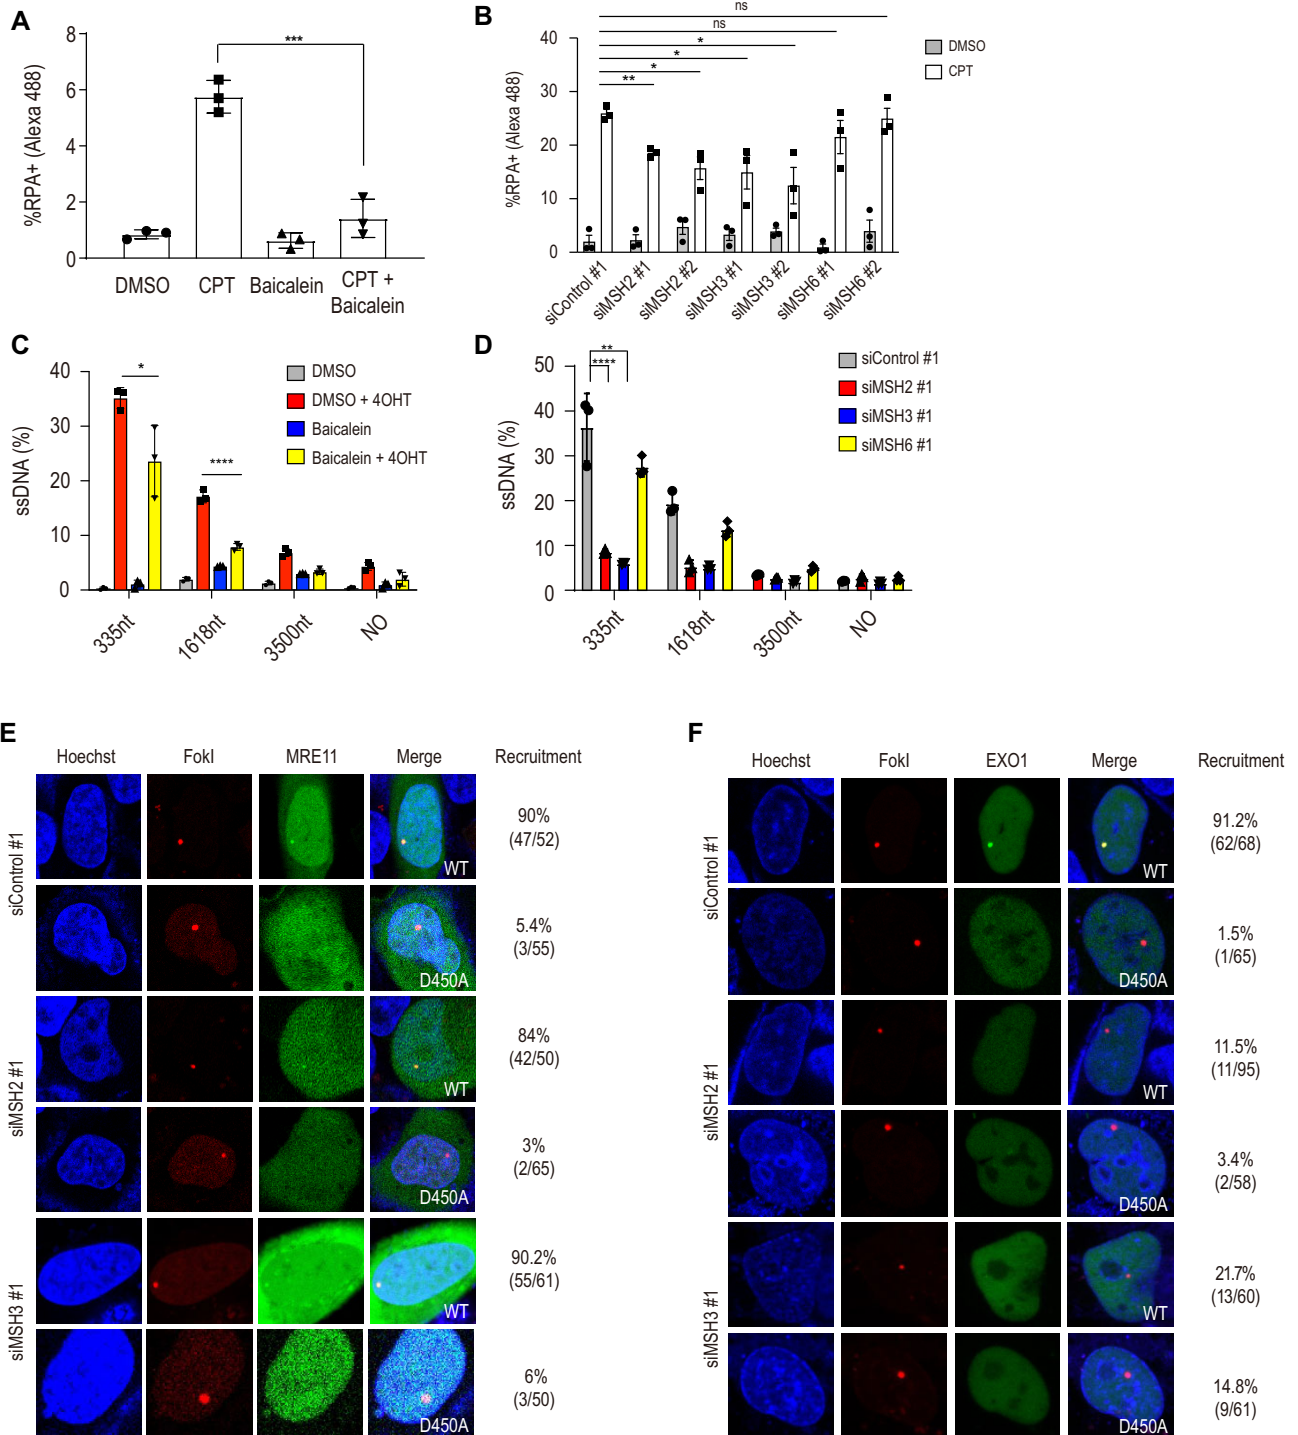 A
%RPA+ (Alexa 488)
8
6
4
2
0
***
DMSO
CPT
Baicalein
CPT +
Baicalein
B
%RPA+ (Alexa 488)
40
30
20
10
0
ns
ns
*
*
*
**
DMSO
CPT
siControl #1
siMSH2 #1
siMSH2 #2
siMSH3 #1
siMSH3 #2
siMSH6 #1
siMSH6 #2
C
ssDNA (%)
40
30
20
10
0
*
****
DMSO
DMSO + 4OHT
Baicalein
Baicalein + 4OHT
335nt
1618nt
3500nt
NO
D
ssDNA (%)
50
40
30
20
10
0
**
****
siControl #1
siMSH2 #1
siMSH3 #1
siMSH6 #1
335nt
1618nt
3500nt
NO
E
Hoechst FokI MRE11 Merge Recruitment
siControl #1
WT
90%
(47/52)
D450A
5.4%
(3/55)
siMSH2 #1
WT
84%
(42/50)
D450A
3%
(2/65)
siMSH3 #1
WT
90.2%
(55/61)
D450A
6%
(3/50)
F
Hoechst FokI EXO1 Merge Recruitment
siControl #1
WT
91.2%
(62/68)
D450A
1.5%
(1/65)
siMSH2 #1
WT
11.5%
(11/95)
D450A
3.4%
(2/58)
siMSH3 #1
WT
21.7%
(13/60)
D450A
14.8%
(9/61)